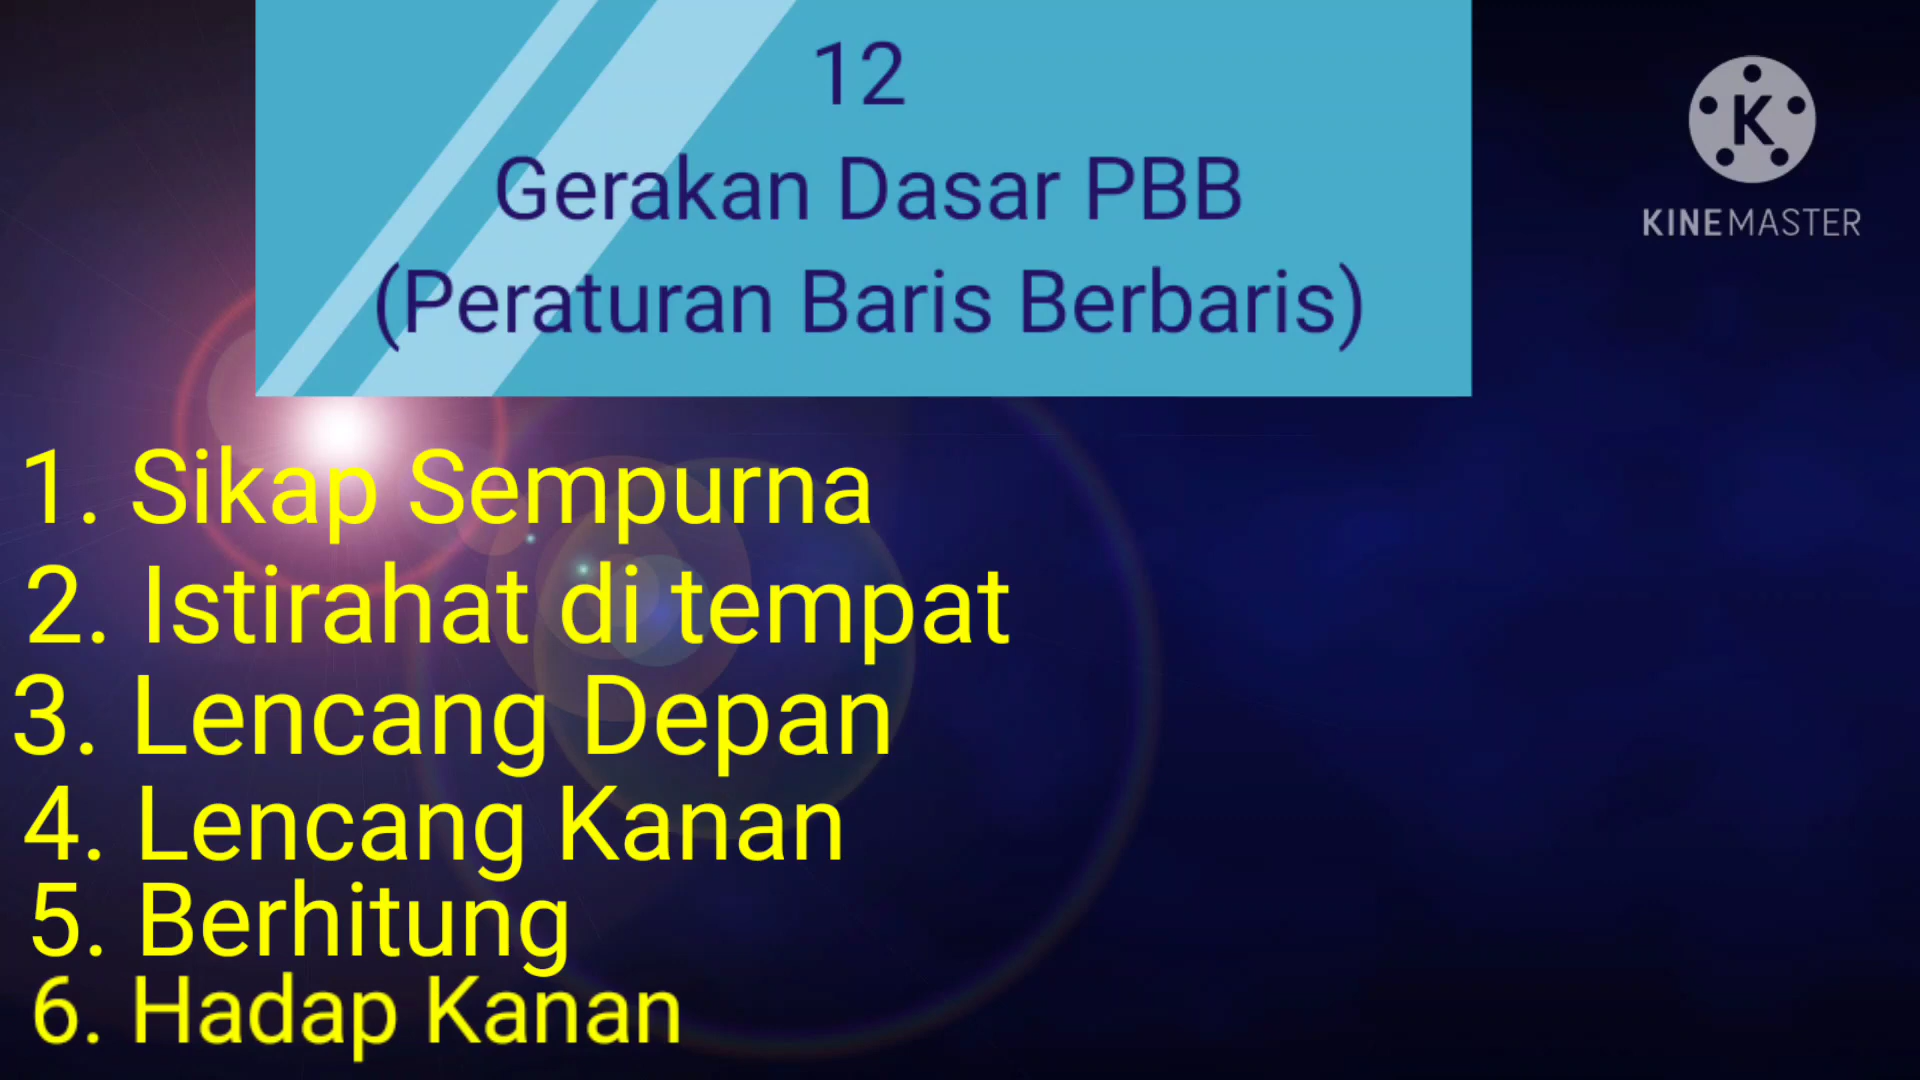 12
Gerakan Dasar PBB
(Peraturan Baris Berbaris)
K
KINEMASTER
1. Sikap Sempurna
2. Istirahat di tempat
3. Lencang Depan
4. Lencang Kanan
5. Berhitung
6. Hadap Kanan